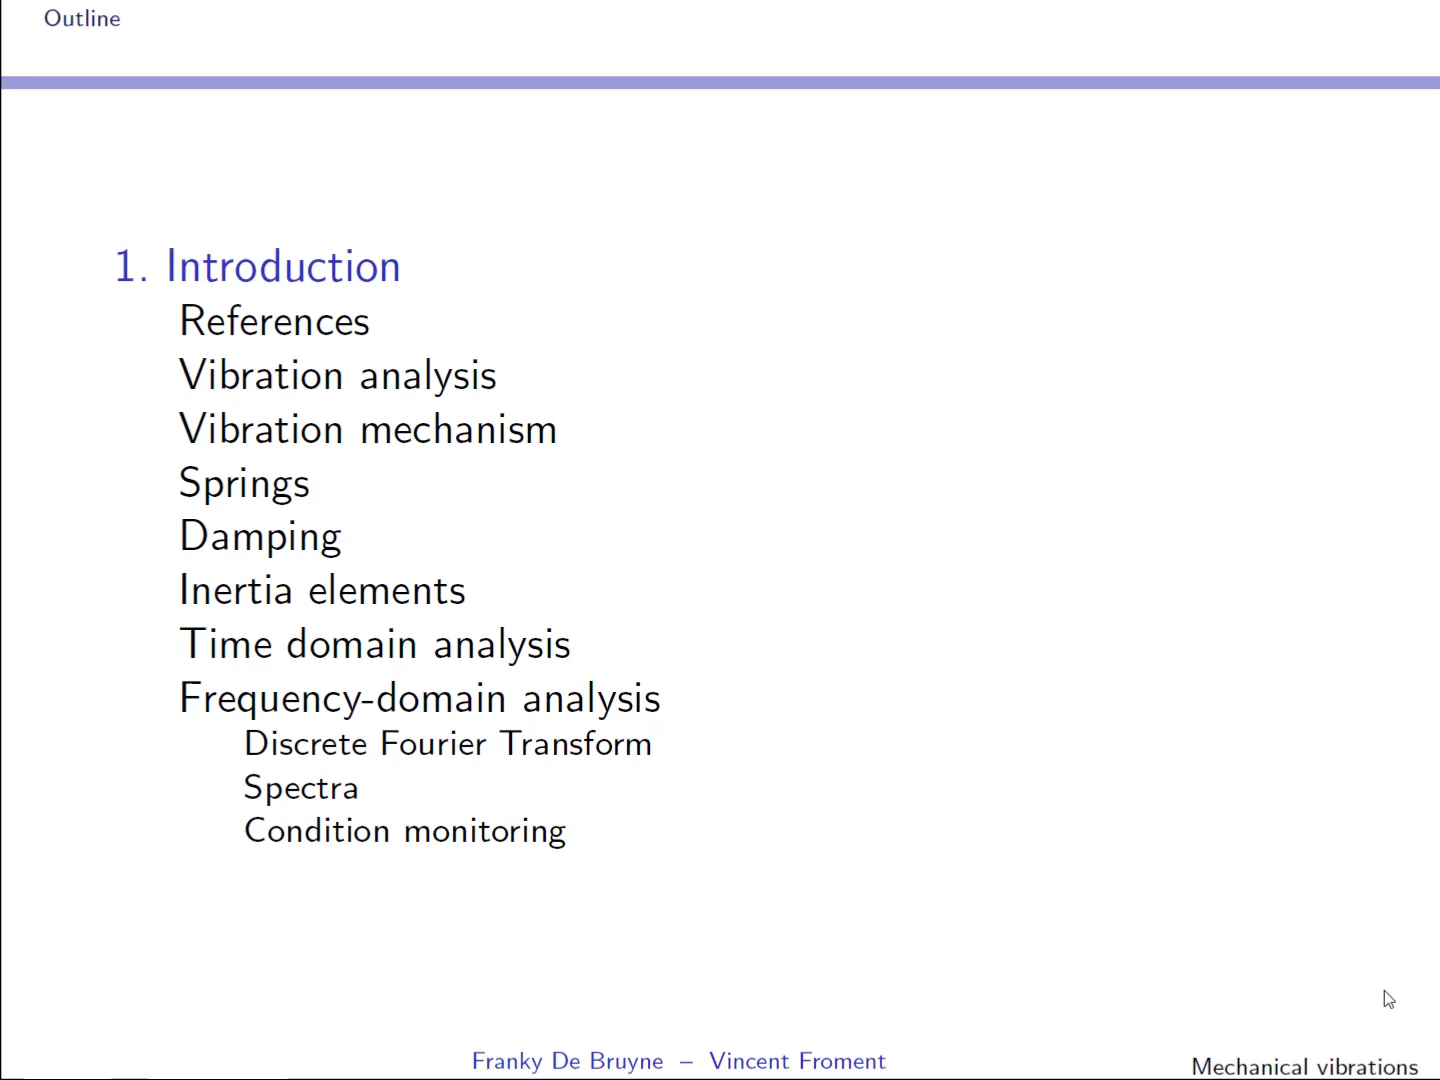 Outline
1. Introduction
References
Vibration analysis
Vibration mechanism
Springs
Damping
Inertia elements
Time domain analysis
Frequency-domain analysis
Discrete Fourier Transform
Spectra
Condition monitoring
Franky De Bruyne – Vincent Froment
Mechanical vibrations